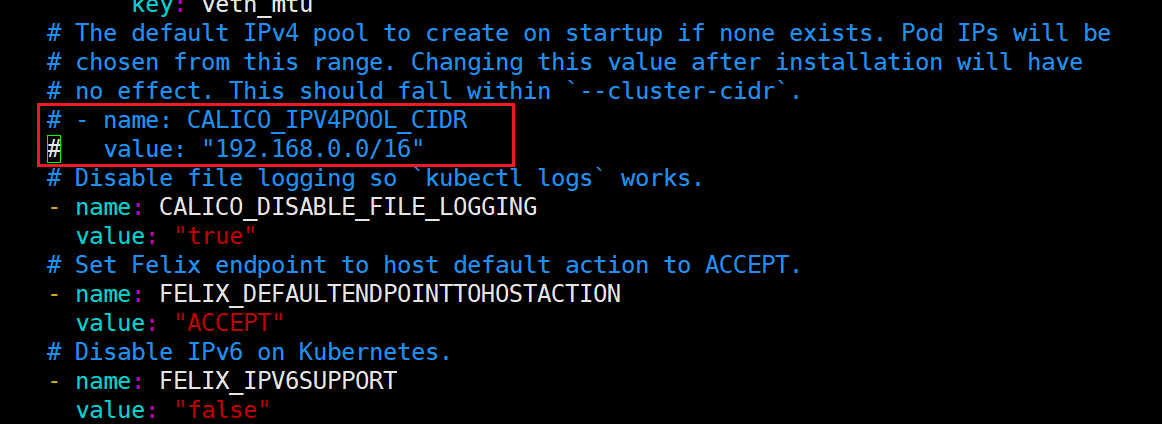 key: veth_mtu
# The default IPv4 pool to create on startup if none exists. Pod IPs will be
# chosen from this range. Changing this value after installation will have
# no effect. This should fall within `--cluster-cidr`.
# - name: CALICO_IPV4POOL_CIDR
#   value: "192.168.0.0/16"
# Disable file logging so `kubectl logs` works.
- name: CALICO_DISABLE_FILE_LOGGING
  value: "true"
# Set Felix endpoint to host default action to ACCEPT.
- name: FELIX_DEFAULTENDPOINTTOHOSTACTION
  value: "ACCEPT"
# Disable IPv6 on Kubernetes.
- name: FELIX_IPV6SUPPORT
  value: "false"